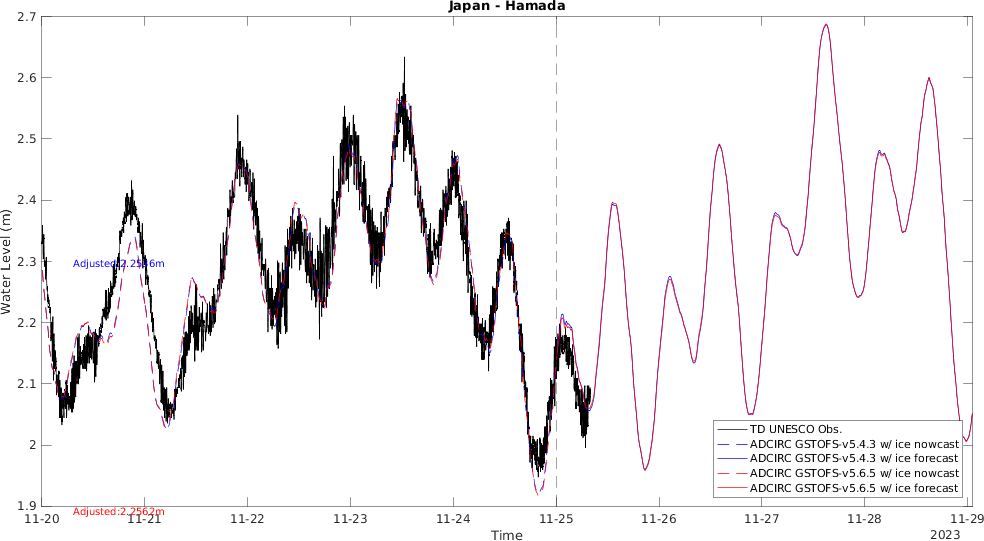 Japan - Hamada
2.7
2.6
2.5
2.4
2.3
2.2
2.1
2
1.9
Water Level (m)
Adjusted:2.2546m
Adjusted:2.2562m
TD UNESCO Obs.
ADCIRC GSTOFS-v5.4.3 w/ ice nowcast
ADCIRC GSTOFS-v5.4.3 w/ ice forecast
ADCIRC GSTOFS-v5.6.5 w/ ice nowcast
ADCIRC GSTOFS-v5.6.5 w/ ice forecast
11-20 11-21 11-22 11-23 11-24 11-25 11-26 11-27 11-28 11-29
Time
2023